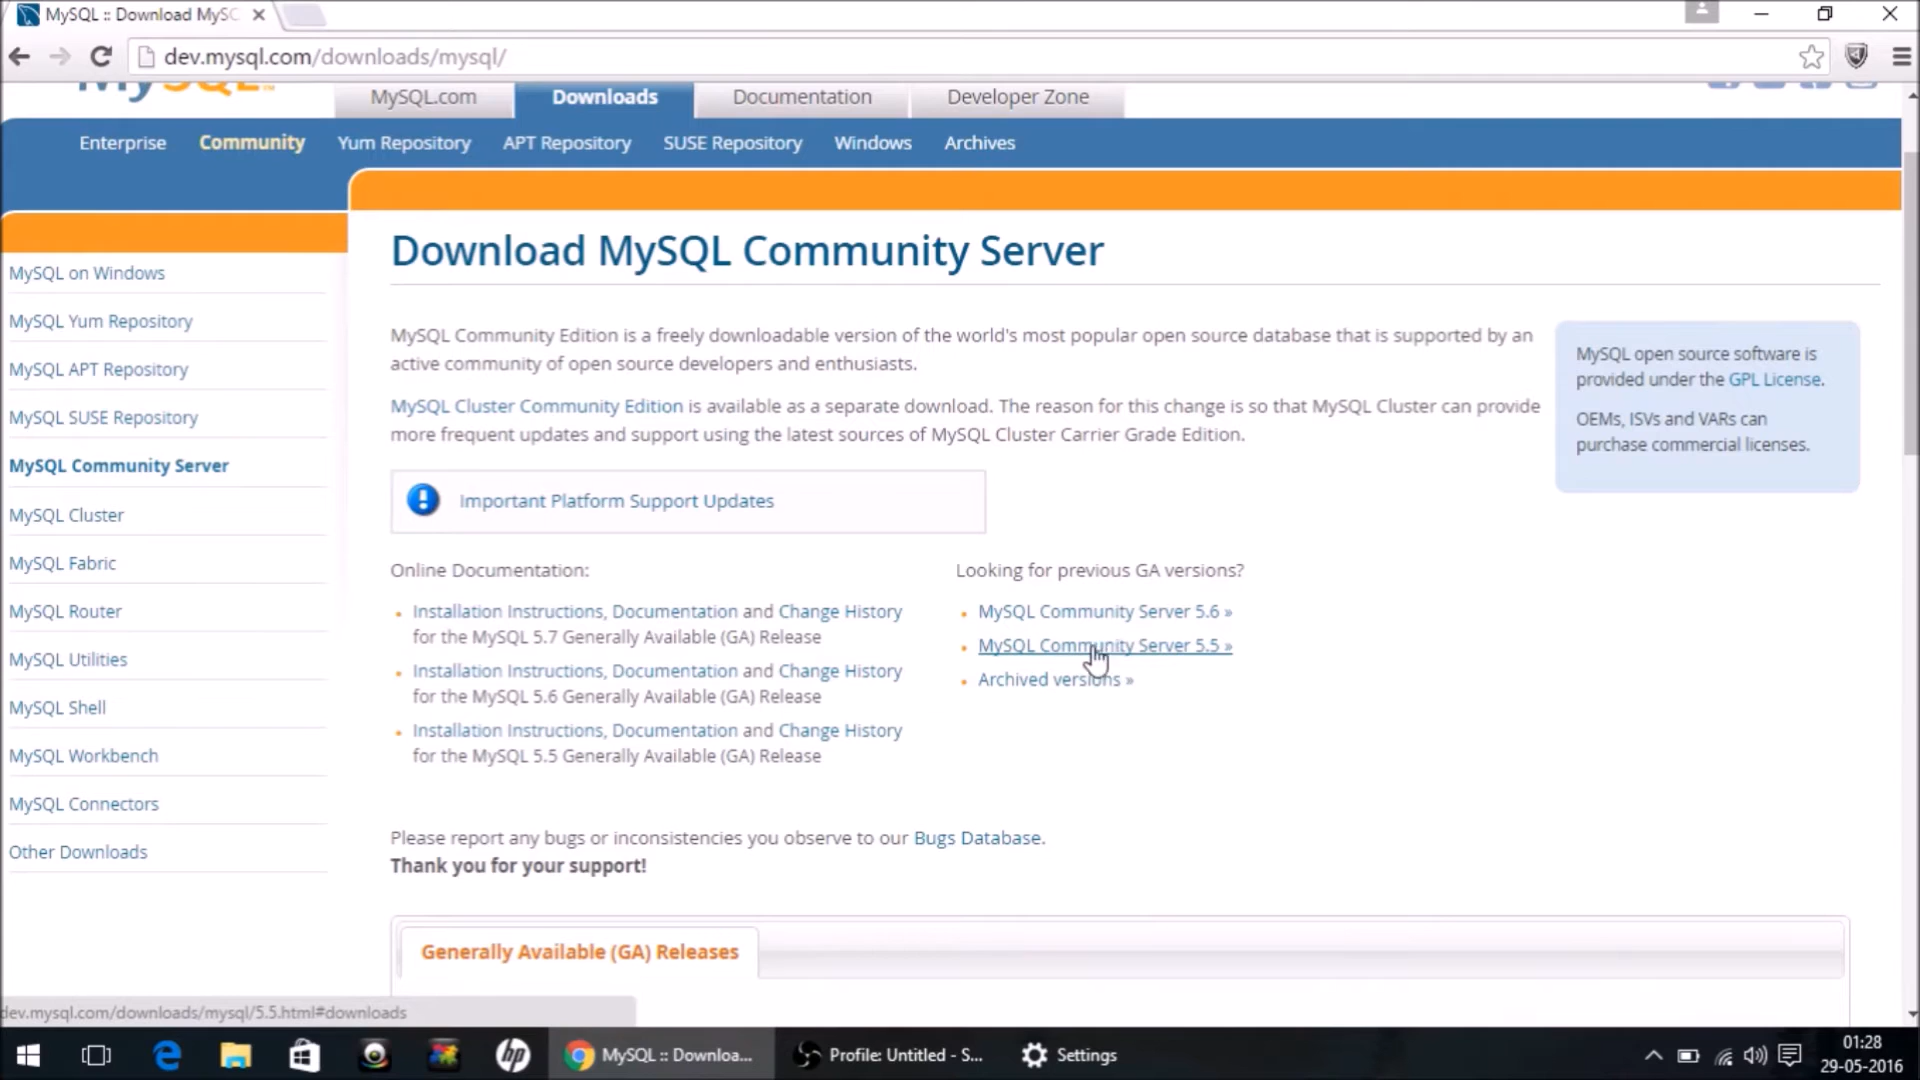 MySQL :: Download MySC
dev.mysql.com/downloads/mysql/
MySQL
MySQL.com
Downloads
Documentation
Developer Zone
Enterprise
Community
Yum Repository
APT Repository
SUSE Repository
Windows
Archives
MySQL on Windows
MySQL Yum Repository
MySQL APT Repository
MySQL SUSE Repository
MySQL Community Server
MySQL Cluster
MySQL Fabric
MySQL Router
MySQL Utilities
MySQL Shell
MySQL Workbench
MySQL Connectors
Other Downloads
Download MySQL Community Server
MySQL Community Edition is a freely downloadable version of the world's most popular open source database that is supported by an
active community of open source developers and enthusiasts.
MySQL Cluster Community Edition is available as a separate download. The reason for this change is so that MySQL Cluster can provide
more frequent updates and support using the latest sources of MySQL Cluster Carrier Grade Edition.
MySQL open source software is
provided under the GPL License.
OEMs, ISVs and VARs can
purchase commercial licenses.
Important Platform Support Updates
Online Documentation:
Installation Instructions, Documentation and Change History
for the MySQL 5.7 Generally Available (GA) Release
Installation Instructions, Documentation and Change History
for the MySQL 5.6 Generally Available (GA) Release
Installation Instructions, Documentation and Change History
for the MySQL 5.5 Generally Available (GA) Release
Looking for previous GA versions?
MySQL Community Server 5.6 »
MySQL Community Server 5.5 »
Archived versions »
Please report any bugs or inconsistencies you observe to our Bugs Database.
Thank you for your support!
Generally Available (GA) Releases
dev.mysql.com/downloads/mysql/5.5.html#downloads
hp
MySQL :: Downloa...
Profile: Untitled - S...
Settings
01:28
29-05-2016